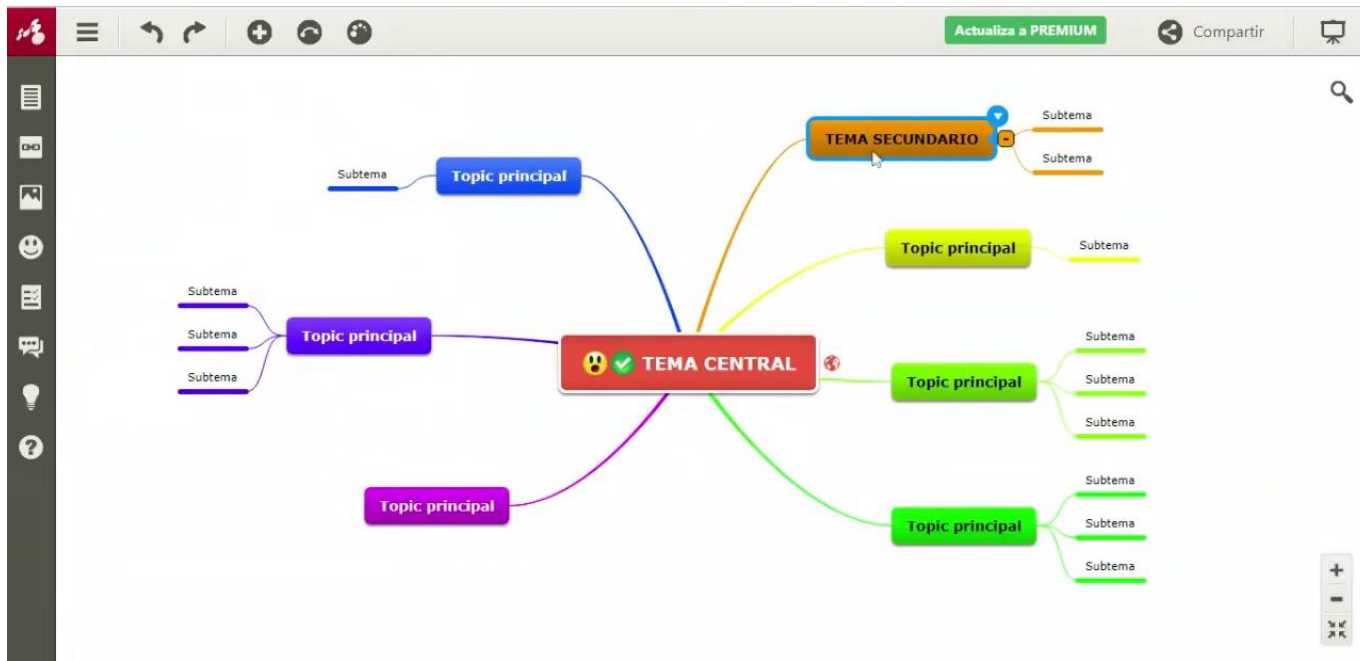 Actualiza a PREMIUM
Compartir
TEMA SECUNDARIO
Subtema
Subtema
Subtema
Topic principal
Topic principal
Subtema
Subtema
Subtema
Subtema
Topic principal
TEMA CENTRAL
Topic principal
Subtema
Subtema
Subtema
Topic principal
Topic principal
Subtema
Subtema
Subtema